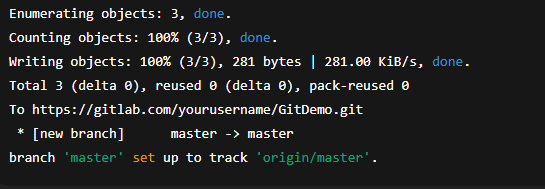 Enumerating objects: 3, done.
Counting objects: 100% (3/3), done.
Writing objects: 100% (3/3), 281 bytes | 281.00 KiB/s, done.
Total 3 (delta 0), reused 0 (delta 0), pack-reused 0
To https://gitlab.com/yourusername/GitDemo.git
 * [new branch]      master -> master
branch 'master' set up to track 'origin/master'.